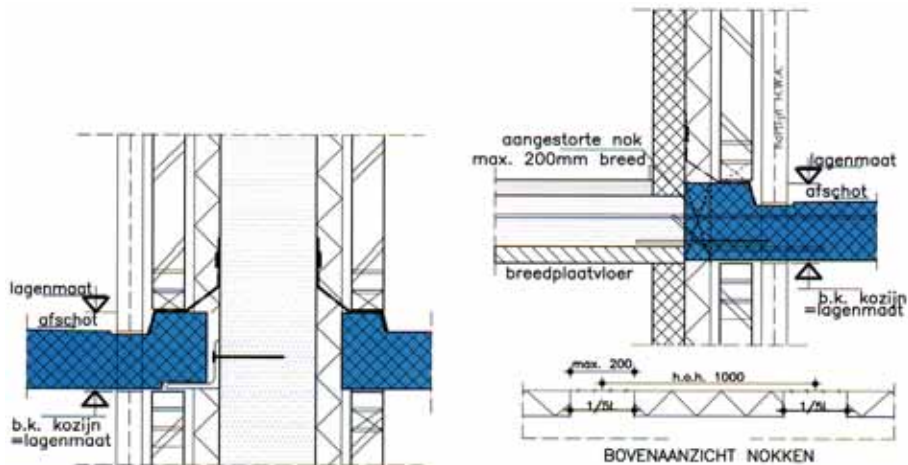 lagenmaat
afschot
b.k. kozijn
=lagenmaat
aangestorte nok
max. 200mm breed
breedplaatvloer
H.W.A.
lagenmaat
afschot
b.k. kozijn
=lagenmaat
max. 200
h.o.h. 1000
1/5l
1/5l
BOVENAANZICHT NOKKEN